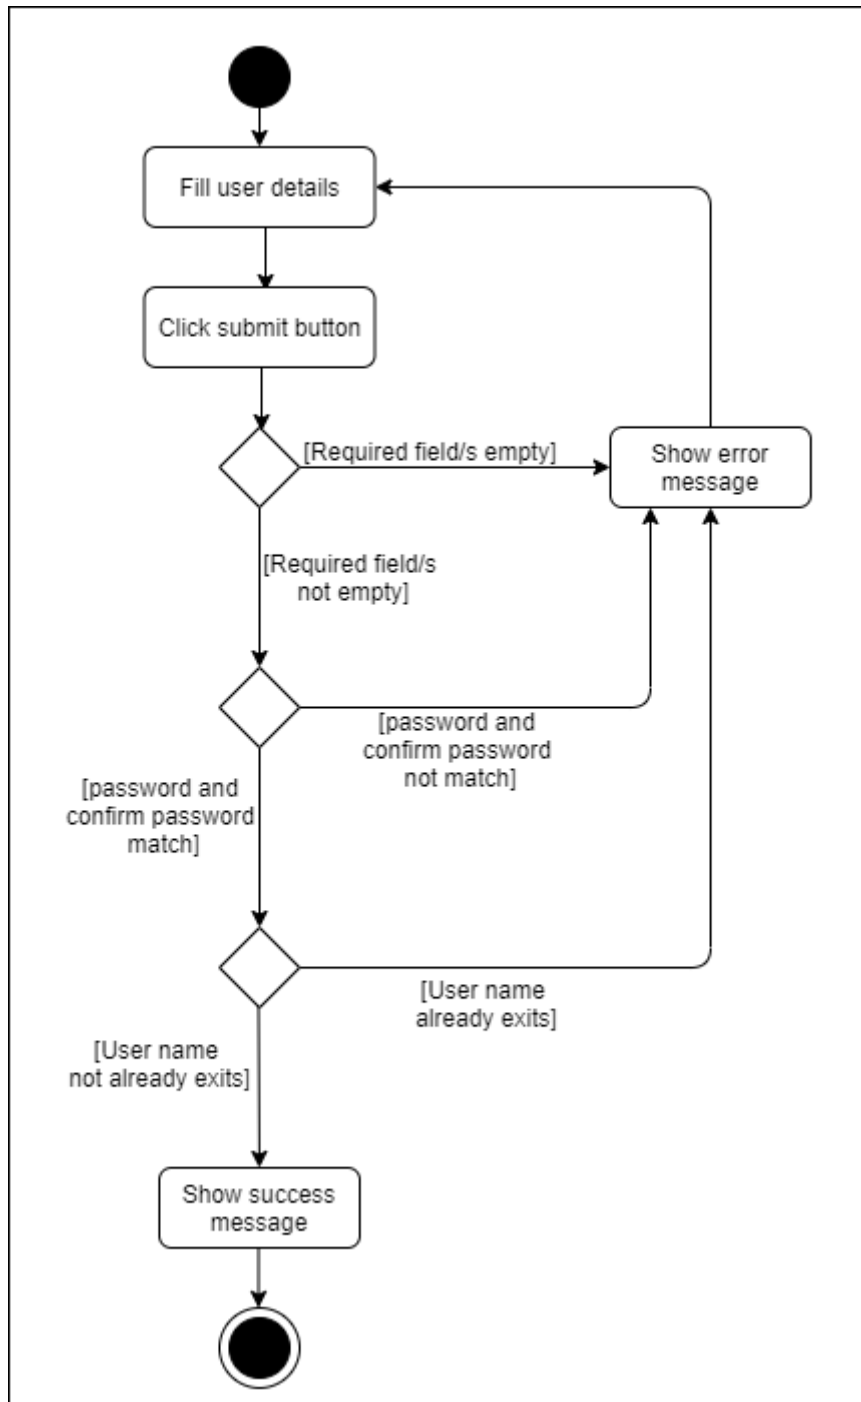 Fill user details
Click submit button
[Required field/s empty]
Show error
message
[Required field/s
not empty]
[password and
confirm password
not match]
[password and
confirm password
match]
[User name
already exits]
[User name
not already exits]
Show success
message